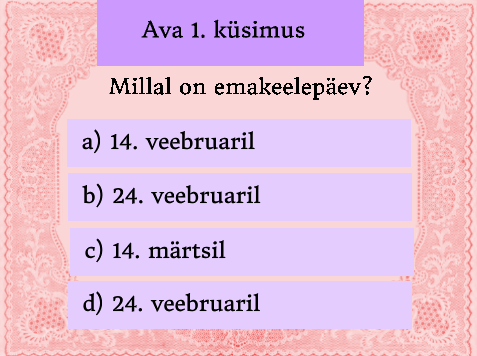 Ava 1. küsimus
Millal on emakeelepäev?
a) 14. veebruaril
b) 24. veebruaril
c) 14. märtsil
d) 24. veebruaril